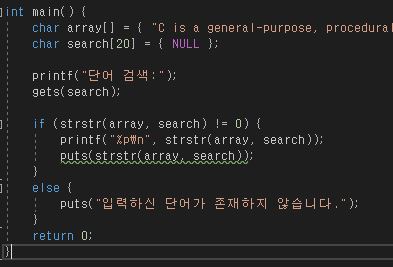 int main() {
char array[] = { "C is a general-purpose, procedural
char search[20] = { NULL };
printf("단어 검색:");
gets(search);
if (strstr(array, search) != 0) {
printf("%p₩n", strstr(array, search));
puts(strstr(array, search));
}
else {
puts("입력하신 단어가 존재하지 않습니다.");
}
return 0;
}